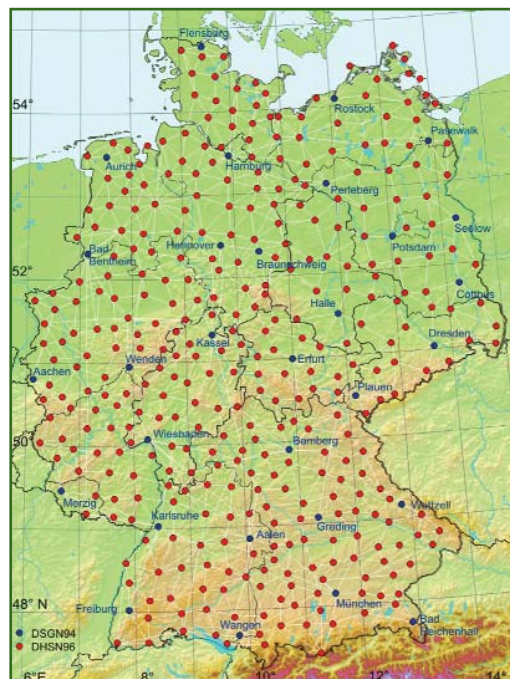 Flensburg
54°
Rostock
Pasewalk
Aurich
Hamburg
Perleberg
Seelow
Bad
Bentheim
Hannover
Potsdam
Braunschweig
52°
Cottbus
Halle
Kassel
Dresden
Wenden
Erfurt
Aachen
Plauen
50°
Wiesbaden
Bamberg
Merzig
Wettzell
Karlsruhe
Greding
Aalen
48° N
Freiburg
München
DSGN94
Wangen
Bad
Reichenhall
DHSN96
6°E
8°
10°
12°
14°